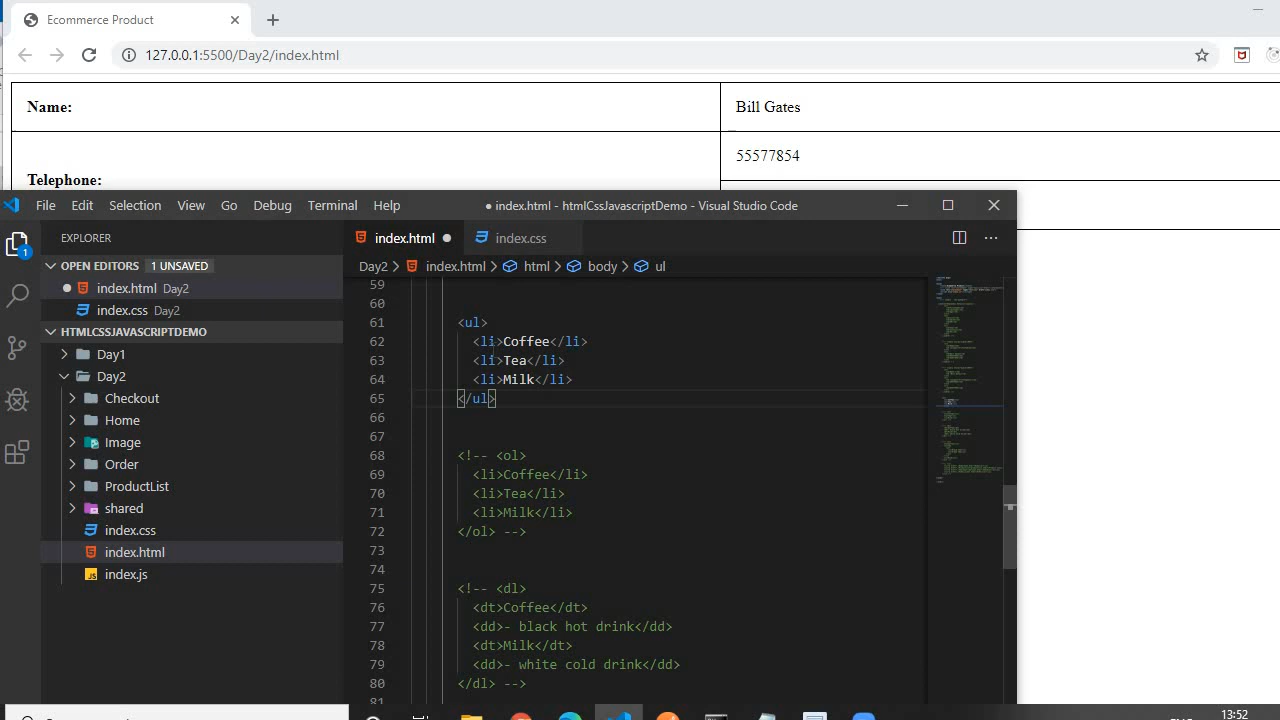 Ecommerce Product
127.0.0.1:5500/Day2/index.html
Name:
Bill Gates
Telephone:
55577854
File Edit Selection View Go Debug Terminal Help
● index.html - htmlCssJavascriptDemo - Visual Studio Code
EXPLORER
index.html
index.css
OPEN EDITORS 1 UNSAVED
index.html Day2
index.css Day2
HTMLCSSJAVASCRIPTDEMO
Day1
Day2
Checkout
Home
Image
Order
ProductList
shared
index.css
index.html
index.js
1
Day2 > index.html > html > body > ul
59
60
61 <ul>
62 <li>Coffee</li>
63 <li>Tea</li>
64 <li>Milk</li>
65 </ul>
66
67
68 <!-- <ol>
69 <li>Coffee</li>
70 <li>Tea</li>
71 <li>Milk</li>
72 </ol> -->
73
74
75 <!-- <dl>
76 <dt>Coffee</dt>
77 <dd>- black hot drink</dd>
78 <dt>Milk</dt>
79 <dd>- white cold drink</dd>
80 </dl> -->
81
13:52